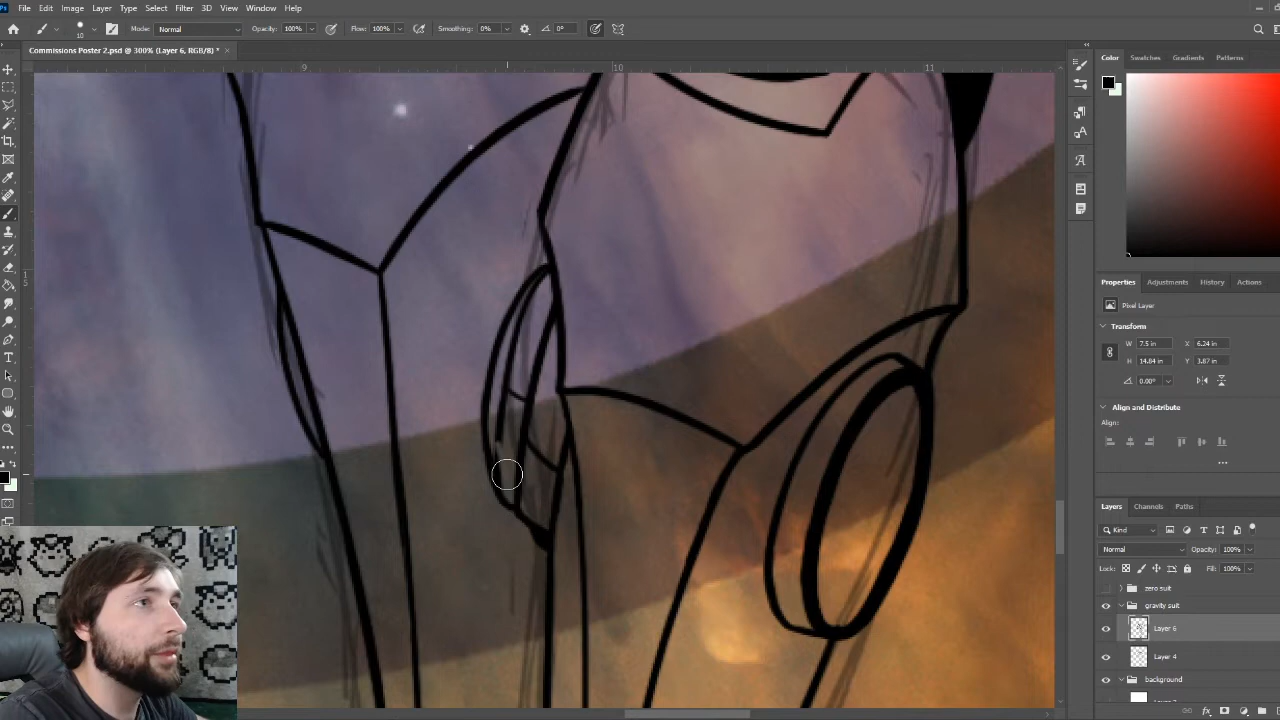 Ps File Edit Image Layer Type Select Filter 3D View Window Help
10 Mode: Normal Opacity: 100% Flow: 100% Smoothing: 0% 0°
Commissions Poster 2.psd @ 300% (Layer 6, RGB/8) * ×
9 10 11
Color Swatches Gradients Patterns
Properties Adjustments History Actions
Pixel Layer
Transform
W 7.5 in X 6.24 in
H 14.84 in Y 3.87 in
0.00°
Align and Distribute
Align:
...
Layers Channels Paths
Kind
Normal Opacity: 100%
Lock: Fill: 100%
zero suit
gravity suit
Layer 6
Layer 4
background